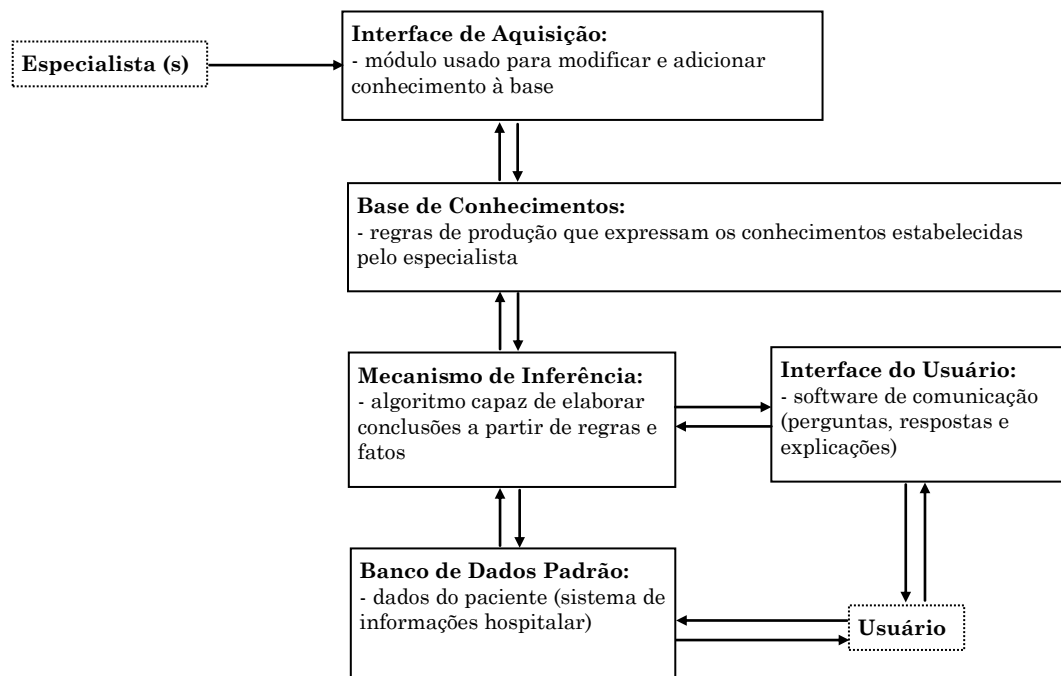 Especialista (s)
Interface de Aquisição:
- módulo usado para modificar e adicionar
conhecimento à base
Base de Conhecimentos:
- regras de produção que expressam os conhecimentos estabelecidas
pelo especialista
Mecanismo de Inferência:
- algoritmo capaz de elaborar
conclusões a partir de regras e
fatos
Interface do Usuário:
- software de comunicação
(perguntas, respostas e
explicações)
Banco de Dados Padrão:
- dados do paciente (sistema de
informações hospitalar)
Usuário